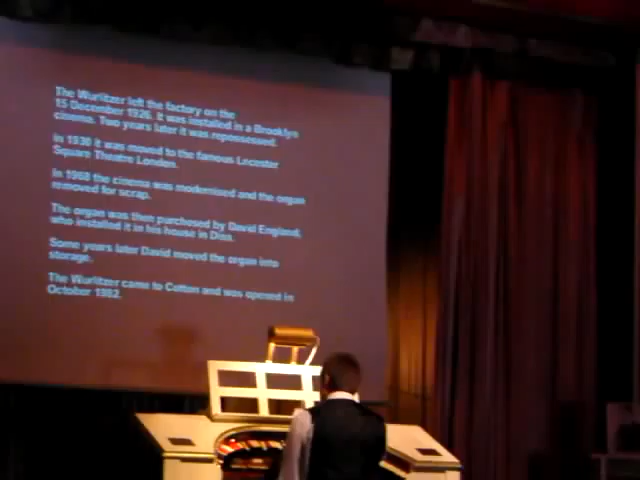 The Wurlitzer left the factory on the
15 December 1926. It was installed in a Brooklyn
cinema. Two years later it was repossessed.
In 1930 it was moved to the famous Leicester
Square Theatre London.
In 1968 the cinema was modernised and the organ
removed for scrap.
The organ was then purchased by David England,
who installed it in his house in Diss.
Some years later David moved the organ into
storage.
The Wurlitzer came to Cotton and was opened in
October 1982.